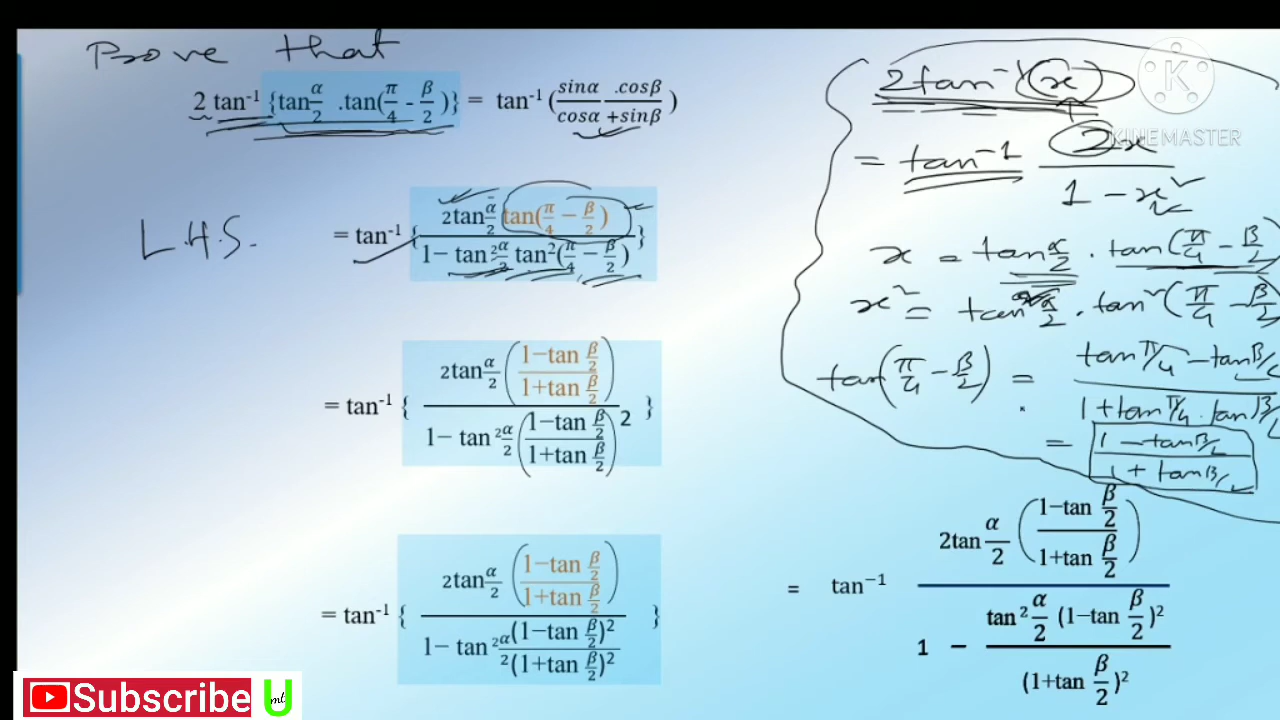 Prove that
2 tan⁻¹ {tan α/2 .tan(π/4 - β/2)} = tan⁻¹ (sinα .cosβ / cosα +sinβ)
L.H.S. = tan⁻¹ { 2tan α/2 tan(π/4 − β/2) / 1− tan² α/2 tan²(π/4 − β/2) }
= tan⁻¹ { 2tan α/2 (1−tan β/2 / 1+tan β/2) / 1− tan² α/2 (1−tan β/2 / 1+tan β/2)² }
= tan⁻¹ { 2tan α/2 (1−tan β/2 / 1+tan β/2) / 1− tan² α/2 (1−tan β/2)² / (1+tan β/2)² }
2tan⁻¹(x)
= tan⁻¹ 2x / 1 − x²
x = tan α/2 . tan(π/4 − β/2)
x² = tan² α/2 . tan²(π/4 − β/2)
tan(π/4 − β/2) = tan π/4 − tan β/2 / 1 + tan π/4 . tan β/2
= 1 − tan β/2 / 1 + tan β/2
= tan⁻¹ 2tan α/2 (1−tan β/2 / 1+tan β/2) / 1 − tan² α/2 (1−tan β/2)² / (1+tan β/2)²
K
KINEMASTER
Subscribe U mt